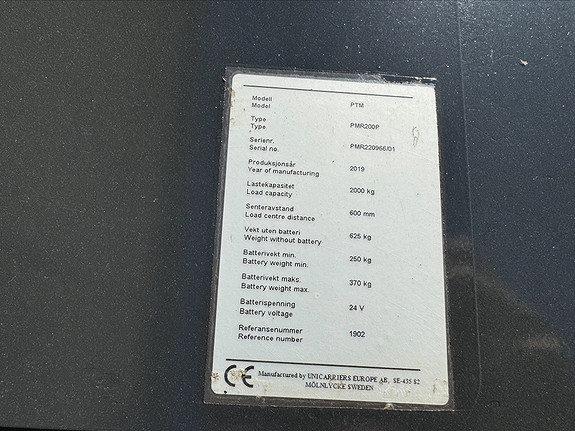 Modell
Model PTM
Type
Type PMR200P
Serienr.
Serial no. PMR220966/01
Produksjonsår
Year of manufacturing 2019
Lastekapasitet
Load capacity 2000 kg
Senteravstand
Load centre distance 600 mm
Vekt uten batteri
Weight without battery 625 kg
Batterivekt min.
Battery weight min. 250 kg
Batterivekt maks.
Battery weight max. 370 kg
Batterispenning
Battery voltage 24 V
Referansenummer
Reference number 1902
CE Manufactured by UNICARRIERS EUROPE AB, SE-435 82
MÖLNLYCKE SWEDEN